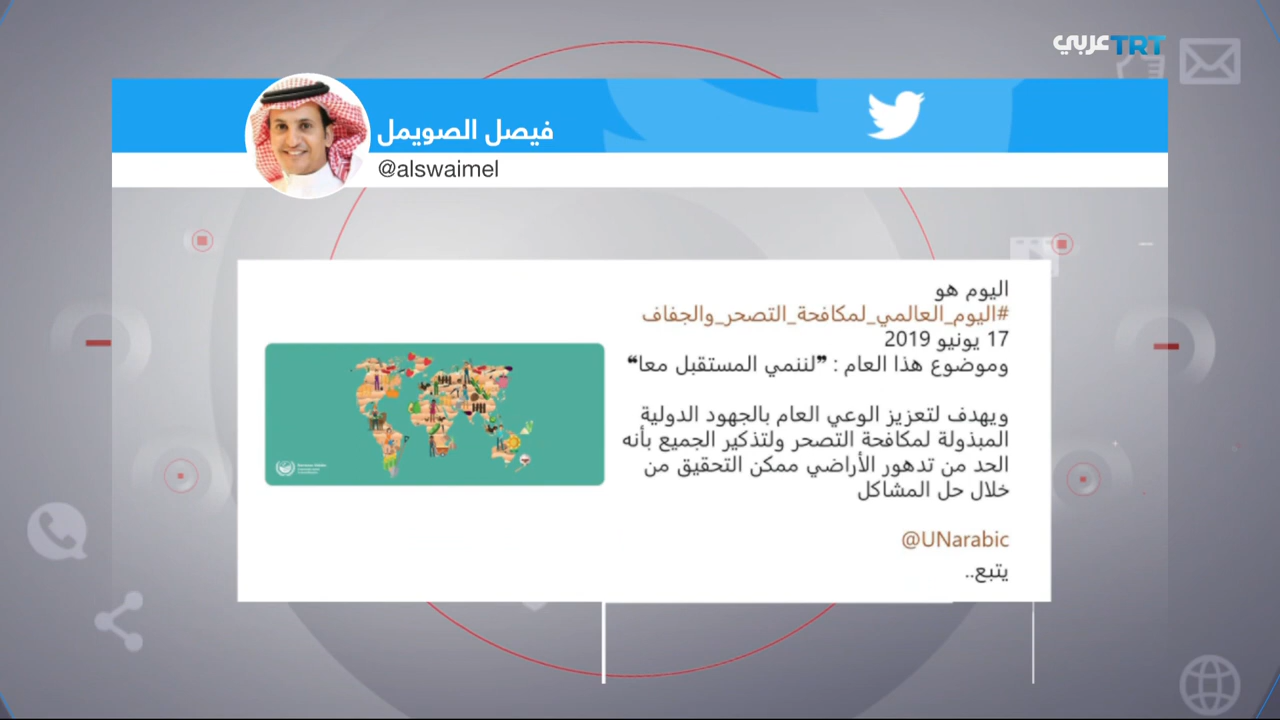 TRT عربي
فيصل الصويمل
@alswaimel
اليوم هو
#اليوم_العالمي_لمكافحة_التصحر_والجفاف
17 يونيو 2019
وموضوع هذا العام : ❞لننمي المستقبل معا❝
ويهدف لتعزيز الوعي العام بالجهود الدولية
المبذولة لمكافحة التصحر ولتذكير الجميع بأنه
الحد من تدهور الأراضي ممكن التحقيق من
خلال حل المشاكل
@UNarabic
يتبع..